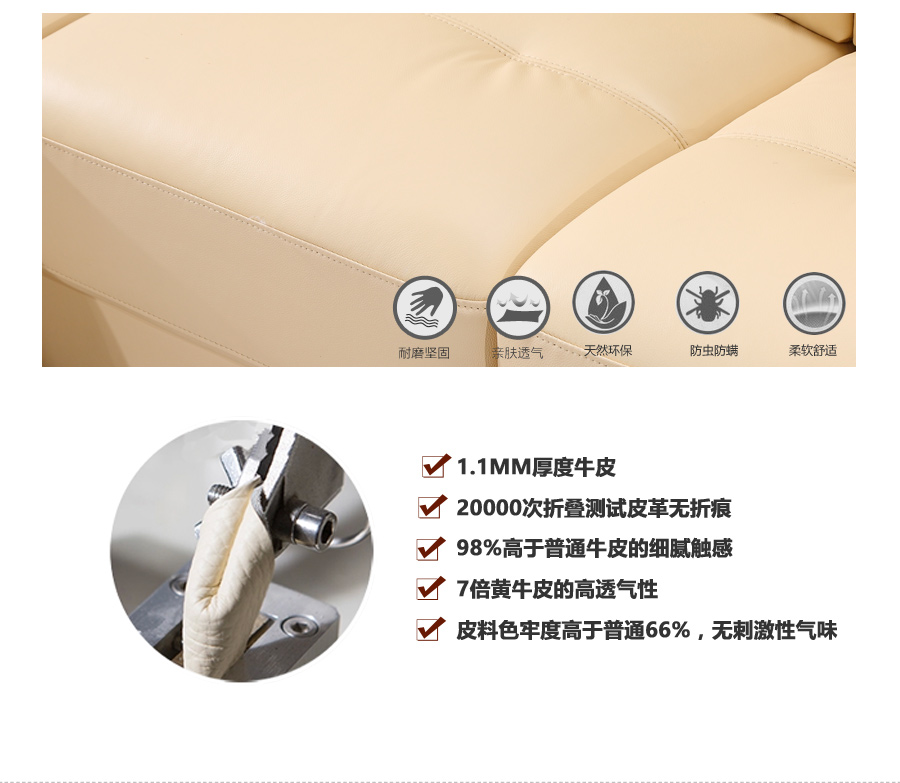 耐磨坚固 亲肤透气 天然环保 防虫防螨 柔软舒适
1.1MM厚度牛皮
20000次折叠测试皮革无折痕
98%高于普通牛皮的细腻触感
7倍黄牛皮的高透气性
皮料色牢度高于普通66%，无刺激性气味